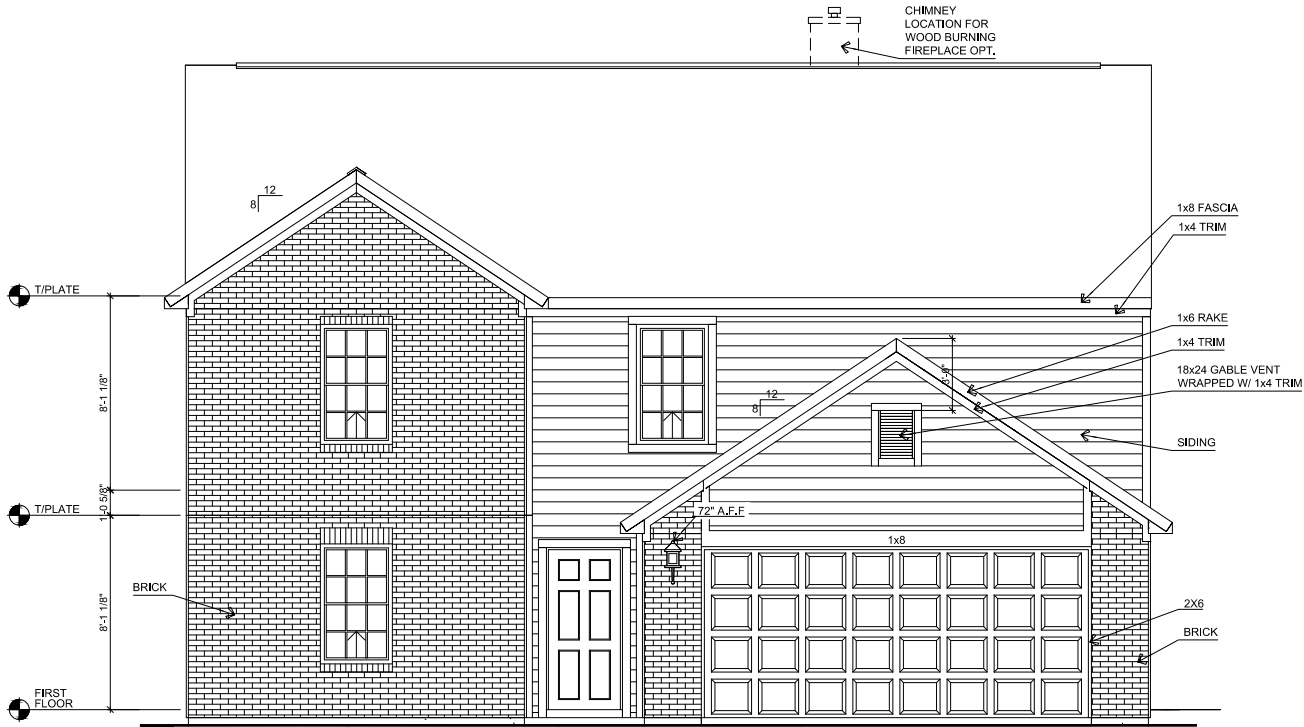 CHIMNEY
LOCATION FOR
WOOD BURNING
FIREPLACE OPT.
12
8
1x8 FASCIA
1x4 TRIM
T/PLATE
1x6 RAKE
1x4 TRIM
18x24 GABLE VENT
WRAPPED W/ 1x4 TRIM
12
8
8'-1 1/8"
SIDING
1'-0 5/8"
T/PLATE
72" A.F.F
1x8
BRICK
8'-1 1/8"
2X6
BRICK
FIRST
FLOOR